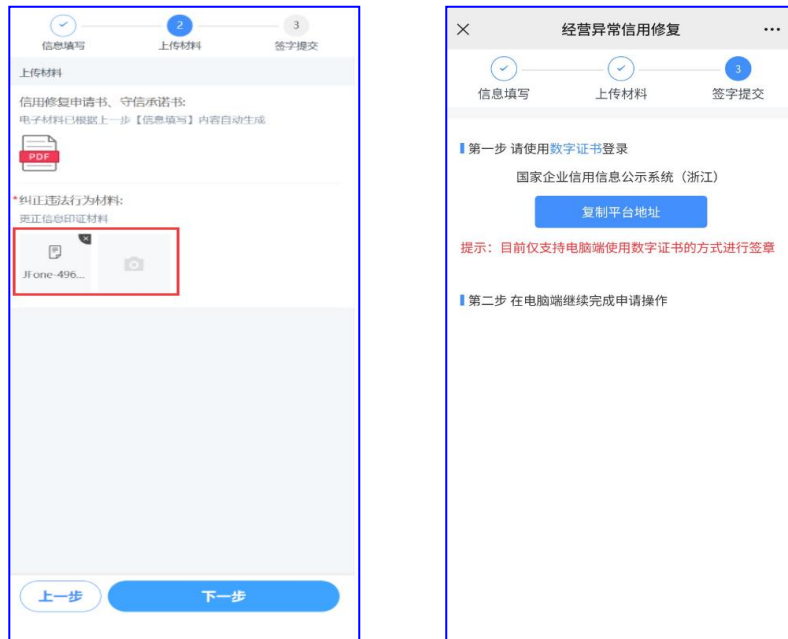 2
3
信息填写
上传材料
签字提交
上传材料
信用修复申请书、守信承诺书:
电子材料已根据上一步【信息填写】内容自动生成
PDF
*纠正违法行为材料:
更正信息印证材料
JFone-496...
上一步
下一步
经营异常信用修复
3
信息填写
上传材料
签字提交
第一步 请使用数字证书登录
国家企业信用信息公示系统（浙江）
复制平台地址
提示：目前仅支持电脑端使用数字证书的方式进行签章
第二步 在电脑端继续完成申请操作